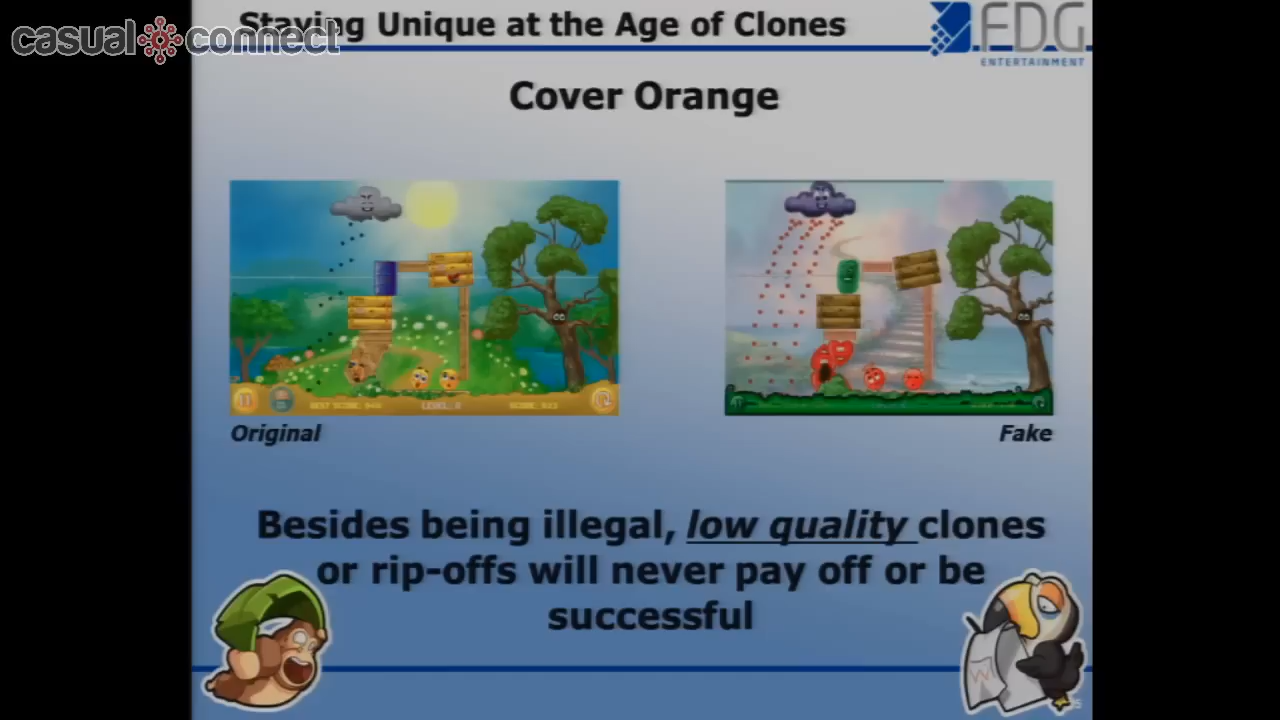 casual connect
Staying Unique at the Age of Clones
FDG
ENTERTAINMENT
Cover Orange
Original
Fake
Besides being illegal, low quality clones
or rip-offs will never pay off or be
successful